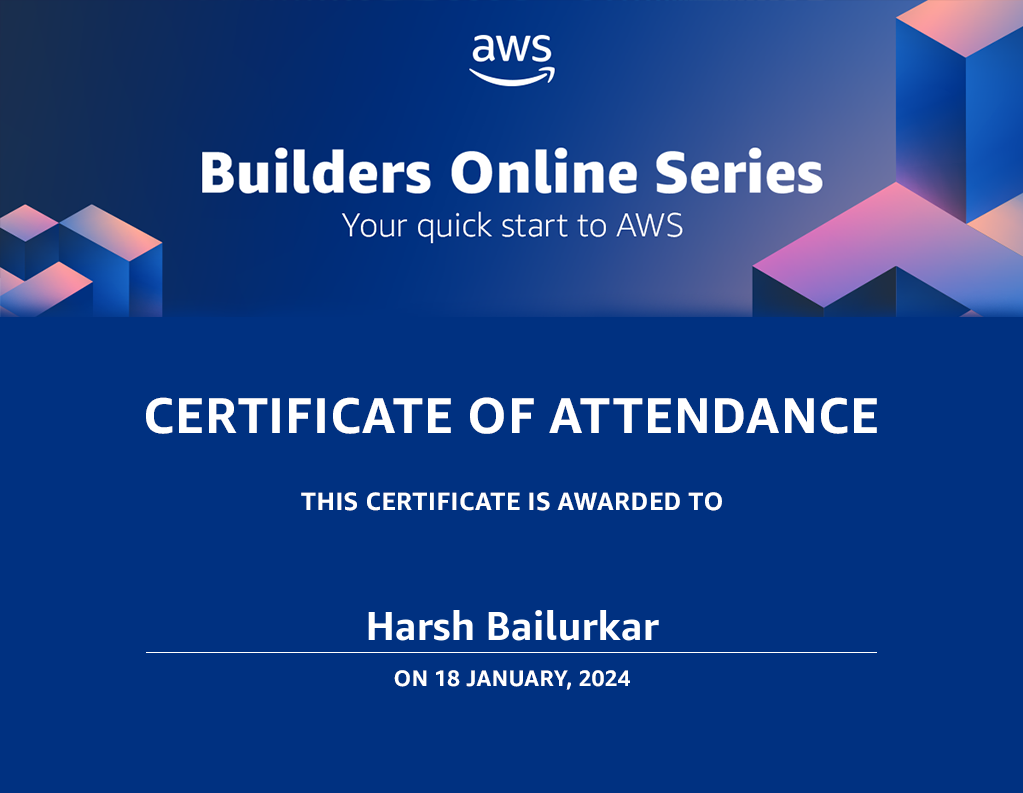 aws
Builders Online Series
Your quick start to AWS
CERTIFICATE OF ATTENDANCE
THIS CERTIFICATE IS AWARDED TO
Harsh Bailurkar
ON 18 JANUARY, 2024